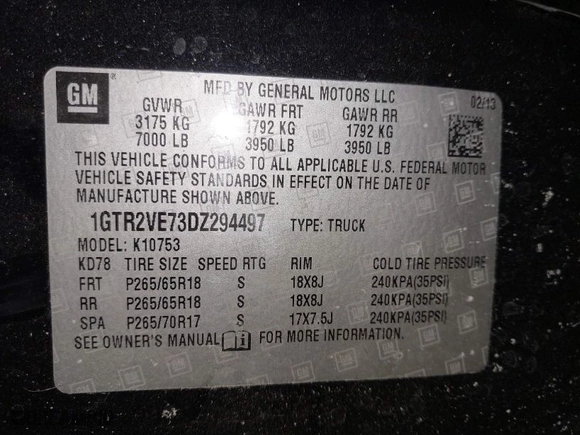 GM
MFD BY GENERAL MOTORS LLC
02/13
GVWR GAWR FRT GAWR RR
3175 KG 1792 KG 1792 KG
7000 LB 3950 LB 3950 LB
THIS VEHICLE CONFORMS TO ALL APPLICABLE U.S. FEDERAL MOTOR
VEHICLE SAFETY STANDARDS IN EFFECT ON THE DATE OF
MANUFACTURE SHOWN ABOVE.
1GTR2VE73DZ294497 TYPE: TRUCK
MODEL: K10753
KD78 TIRE SIZE SPEED RTG RIM COLD TIRE PRESSURE
FRT P265/65R18 S 18X8J 240KPA(35PSI)
RR P265/65R18 S 18X8J 240KPA(35PSI)
SPA P265/70R17 S 17X7.5J 240KPA(35PSI)
SEE OWNER'S MANUAL FOR MORE INFORMATION.